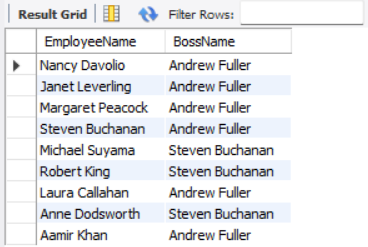 Result Grid Filter Rows:
EmployeeName BossName
Nancy Davolio Andrew Fuller
Janet Leverling Andrew Fuller
Margaret Peacock Andrew Fuller
Steven Buchanan Andrew Fuller
Michael Suyama Steven Buchanan
Robert King Steven Buchanan
Laura Callahan Andrew Fuller
Anne Dodsworth Steven Buchanan
Aamir Khan Andrew Fuller